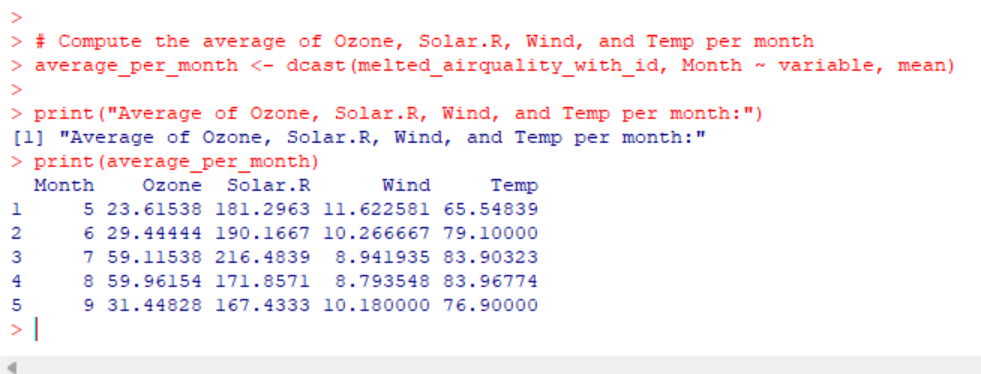 >
> # Compute the average of Ozone, Solar.R, Wind, and Temp per month
> average_per_month <- dcast(melted_airquality_with_id, Month ~ variable, mean)
>
> print("Average of Ozone, Solar.R, Wind, and Temp per month:")
[1] "Average of Ozone, Solar.R, Wind, and Temp per month:"
> print(average_per_month)
  Month    Ozone  Solar.R      Wind     Temp
1     5 23.61538 181.2963 11.622581 65.54839
2     6 29.44444 190.1667 10.266667 79.10000
3     7 59.11538 216.4839  8.941935 83.90323
4     8 59.96154 171.8571  8.793548 83.96774
5     9 31.44828 167.4333 10.180000 76.90000
>